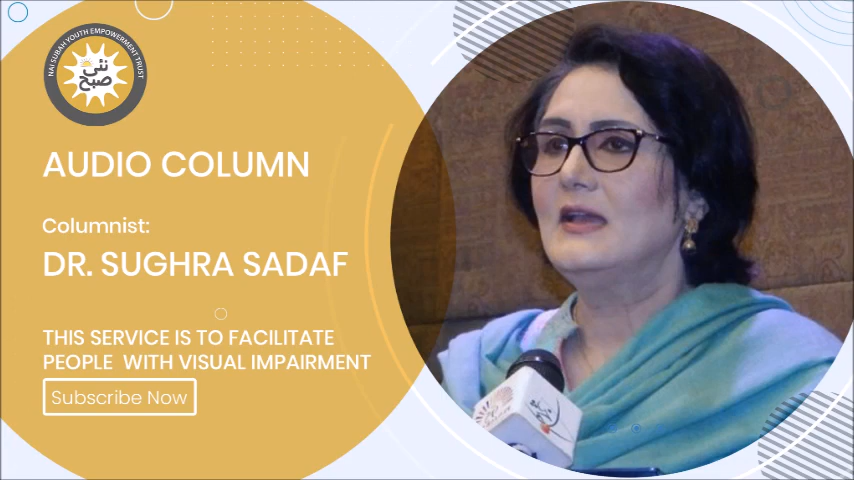 NAI SUBAH YOUTH EMPOWERMENT TRUST
نئی
صبح
AUDIO COLUMN
Columnist:
DR. SUGHRA SADAF
THIS SERVICE IS TO FACILITATE
PEOPLE WITH VISUAL IMPAIRMENT
Subscribe Now